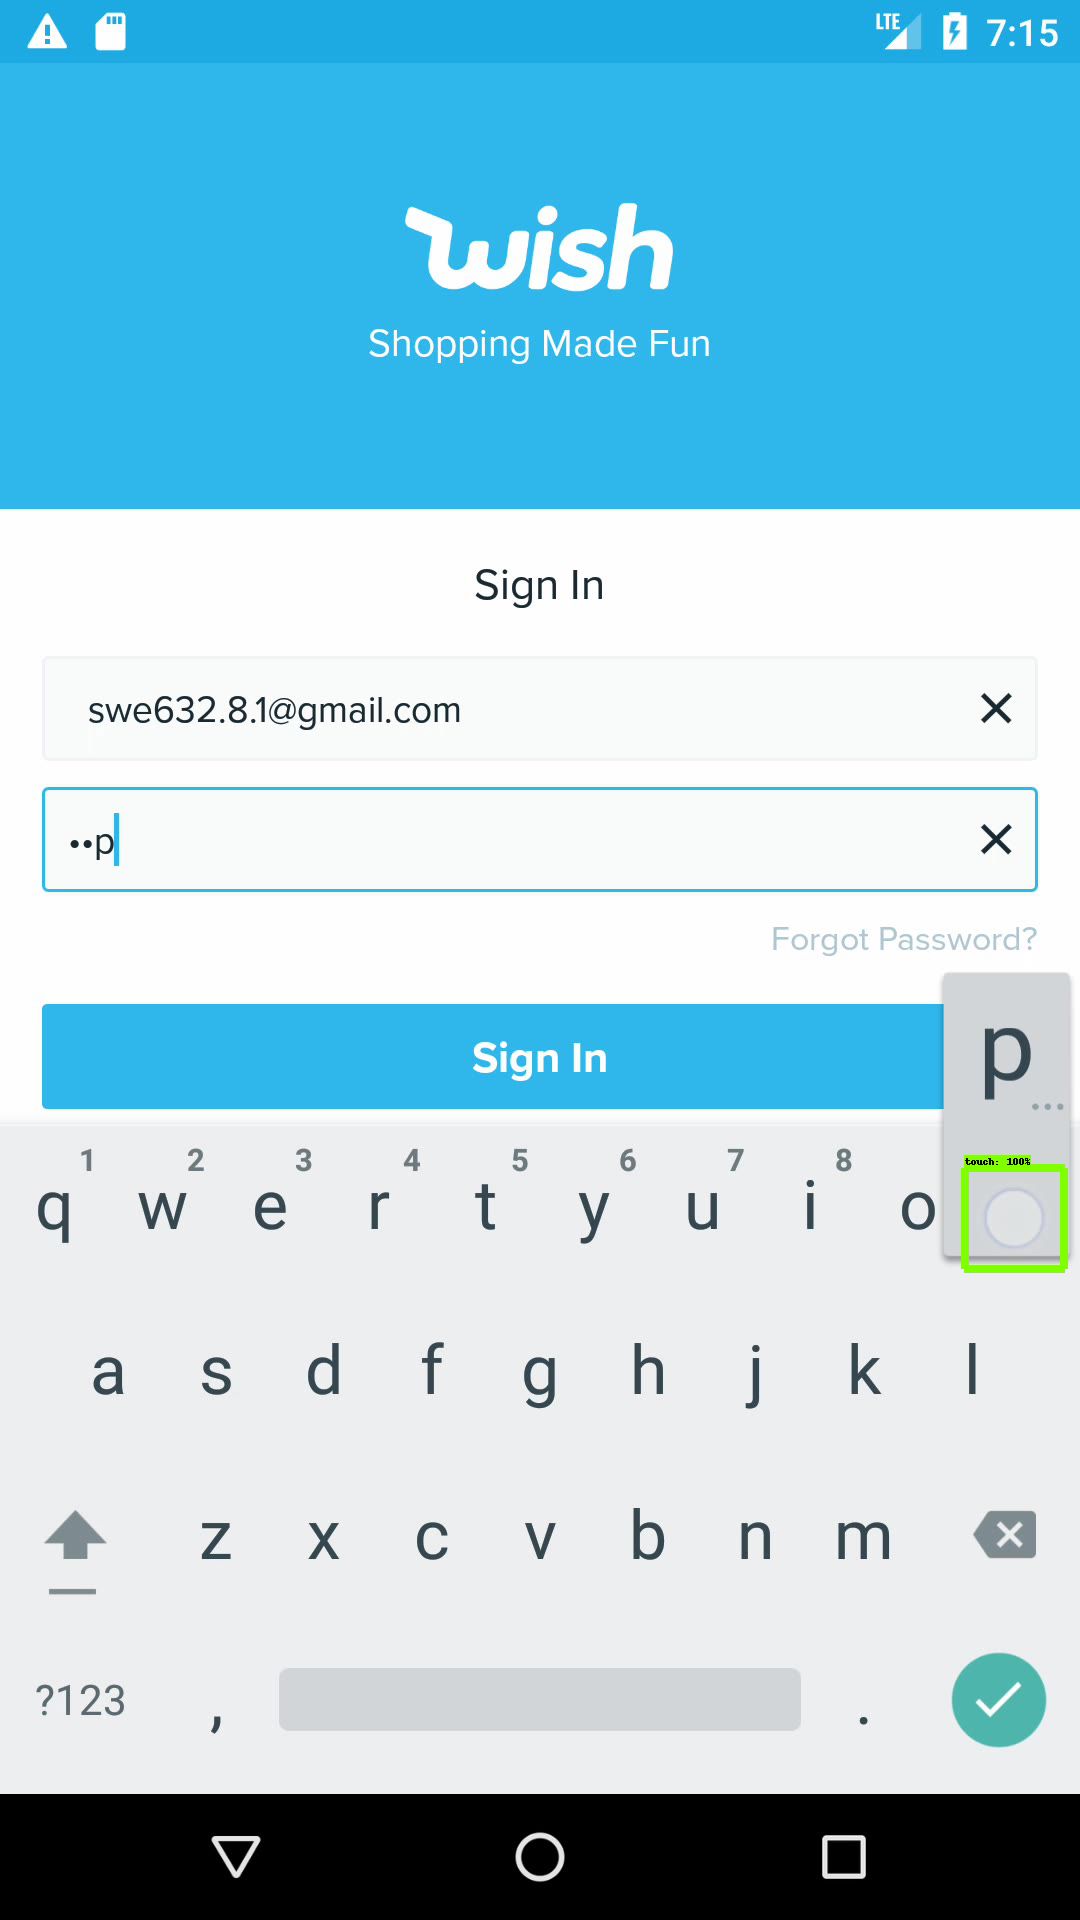 LTE 7:15
wish
Shopping Made Fun
Sign In
swe632.8.1@gmail.com
••p
Forgot Password?
Sign In
p
...
touch: 100%
1 2 3 4 5 6 7 8
q w e r t y u i o
a s d f g h j k l
z x c v b n m
?123 , .